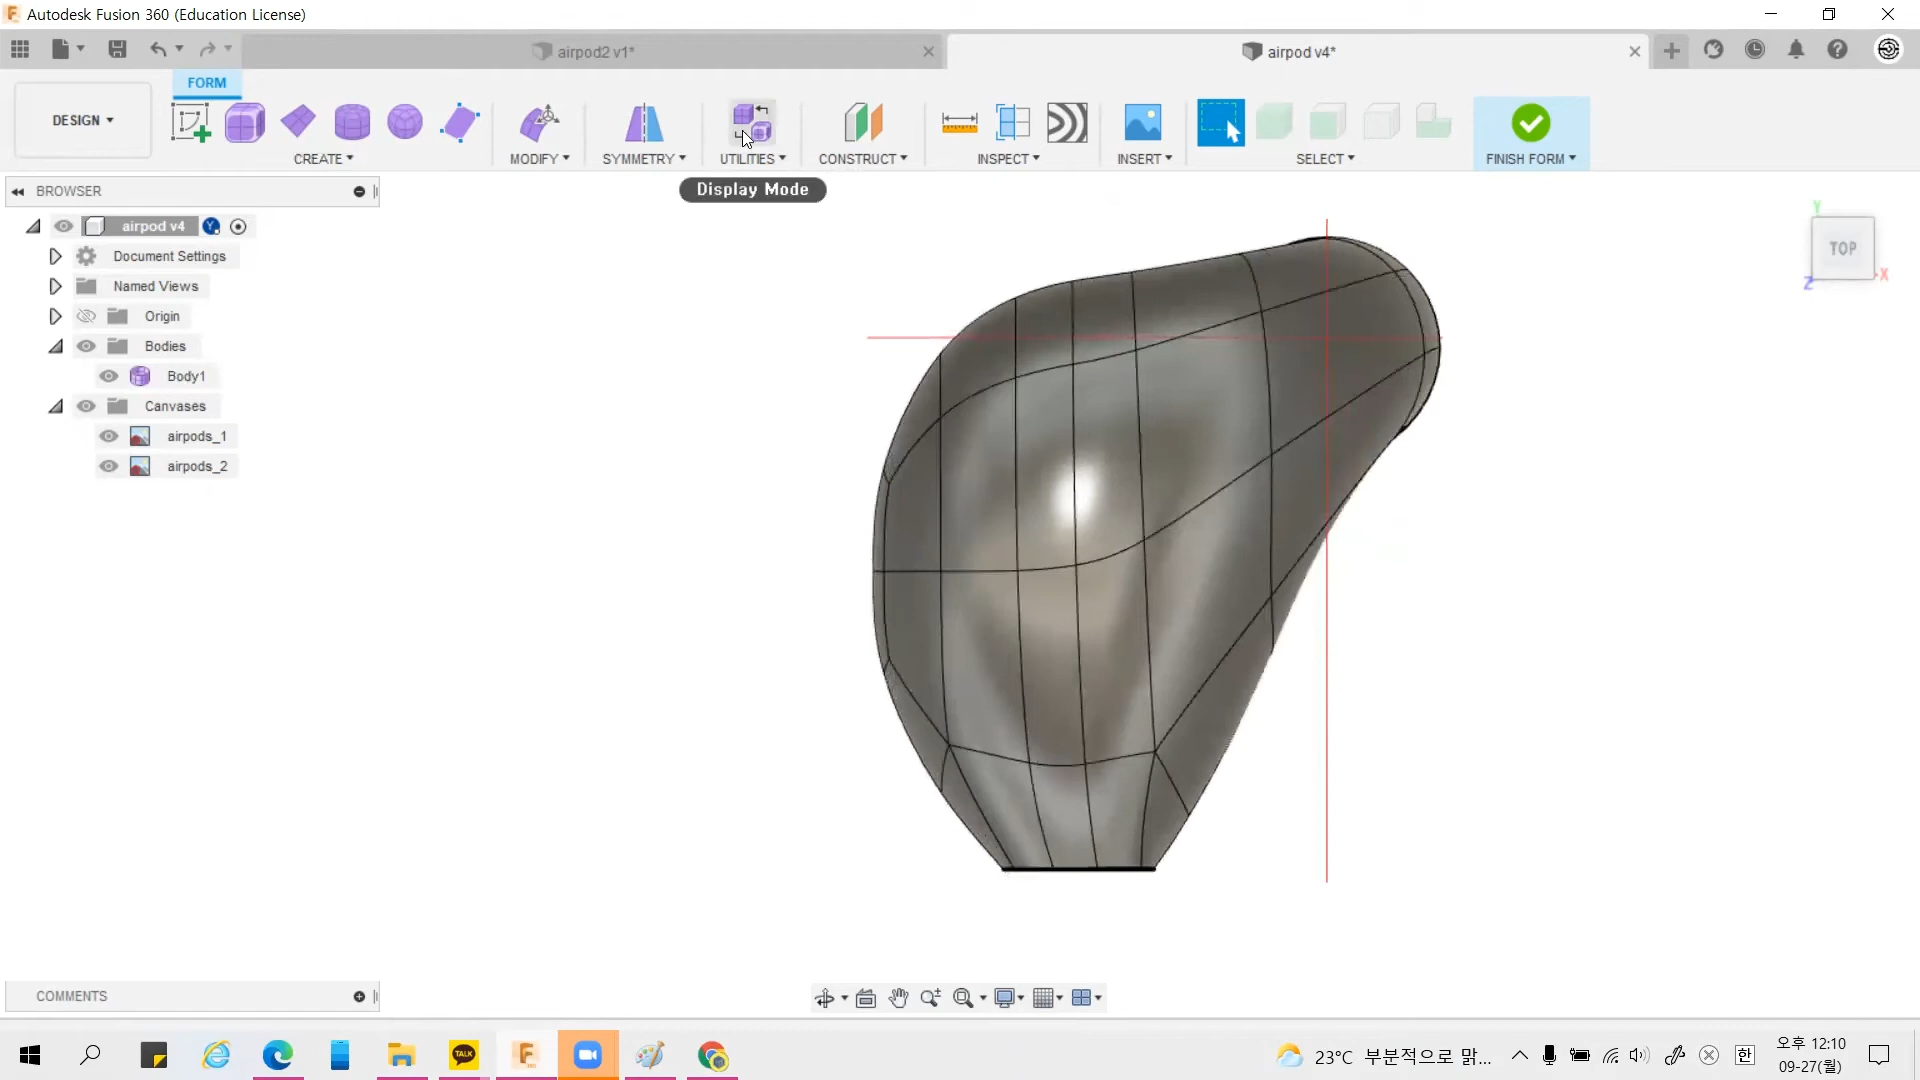 Autodesk Fusion 360 (Education License)
airpod2 v1*
airpod v4*
FORM
DESIGN
CREATE
MODIFY
SYMMETRY
UTILITIES
CONSTRUCT
INSPECT
INSERT
SELECT
FINISH FORM
Display Mode
BROWSER
airpod v4
Document Settings
Named Views
Origin
Bodies
Body1
Canvases
airpods_1
airpods_2
Y
TOP
X
Z
COMMENTS
TALK
23°C 부분적으로 맑...
한
오후 12:10
09-27(월)